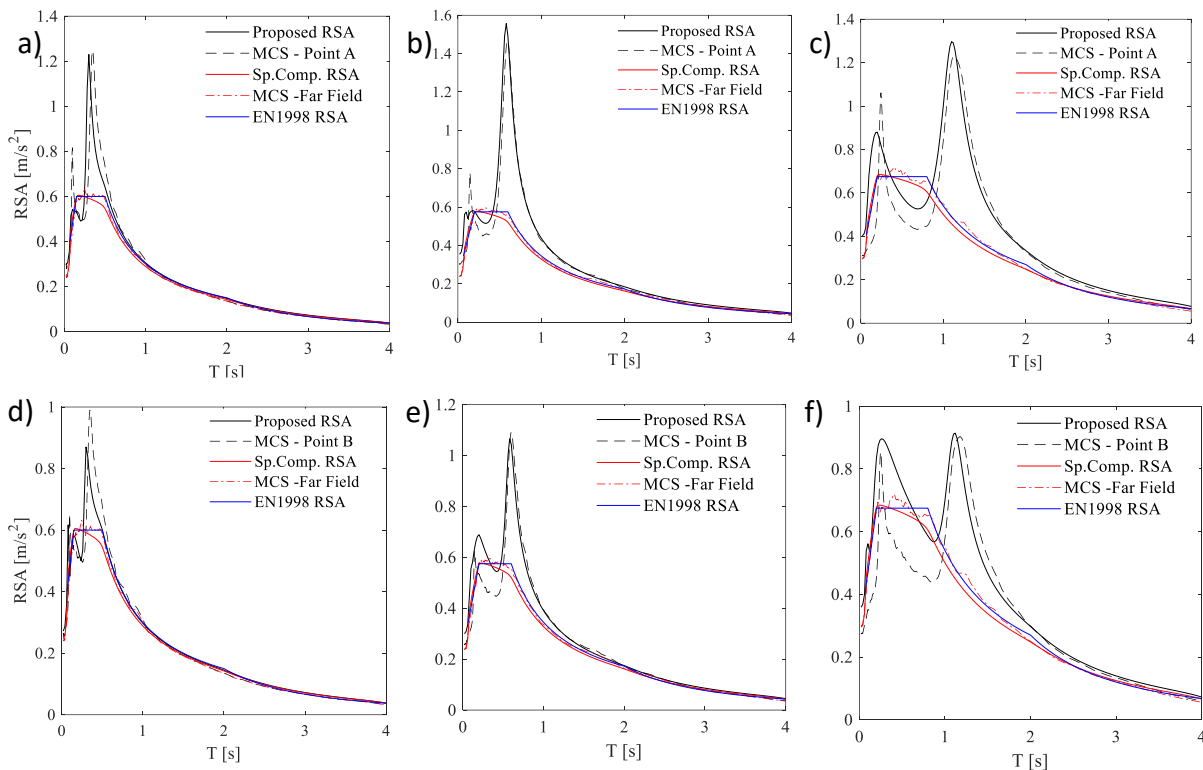 a)
1.4
1.2
1
0.8
0.6
0.4
0.2
0
RSA [m/s²]
Proposed RSA
MCS - Point A
Sp.Comp. RSA
MCS -Far Field
EN1998 RSA
0 1 2 3 4
T [s]
b)
1.6
1.4
1.2
1
0.8
0.6
0.4
0.2
0
Proposed RSA
MCS - Point A
Sp.Comp. RSA
MCS -Far Field
EN1998 RSA
0 1 2 3 4
T [s]
c)
1.4
1.2
1
0.8
0.6
0.4
0.2
0
Proposed RSA
MCS - Point A
Sp.Comp. RSA
MCS -Far Field
EN1998 RSA
0 1 2 3 4
T [s]
d)
1
0.8
0.6
0.4
0.2
0
RSA [m/s²]
Proposed RSA
MCS - Point B
Sp.Comp. RSA
MCS -Far Field
EN1998 RSA
0 1 2 3 4
T [s]
e)
1.2
1
0.8
0.6
0.4
0.2
0
Proposed RSA
MCS - Point B
Sp.Comp. RSA
MCS -Far Field
EN1998 RSA
0 1 2 3 4
T [s]
f)
1
0.8
0.6
0.4
0.2
0
Proposed RSA
MCS - Point B
Sp.Comp. RSA
MCS -Far Field
EN1998 RSA
0 1 2 3 4
T [s]